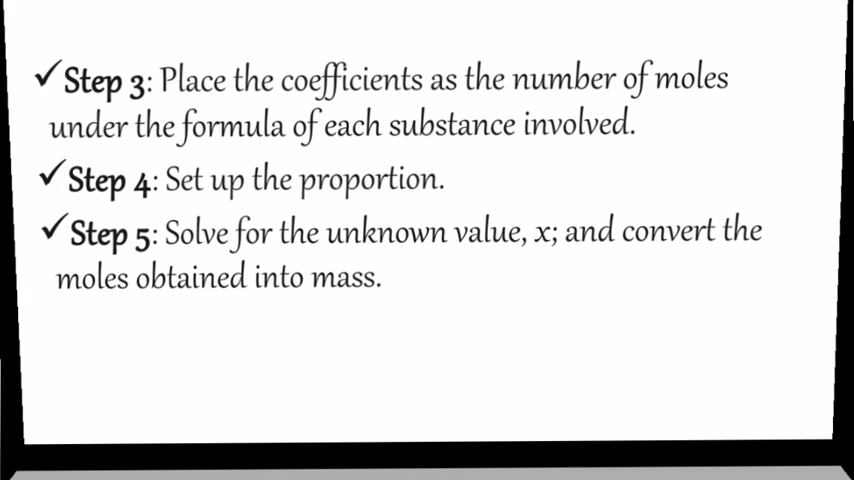 ✓Step 3: Place the coefficients as the number of moles
under the formula of each substance involved.
✓Step 4: Set up the proportion.
✓Step 5: Solve for the unknown value, x; and convert the
moles obtained into mass.